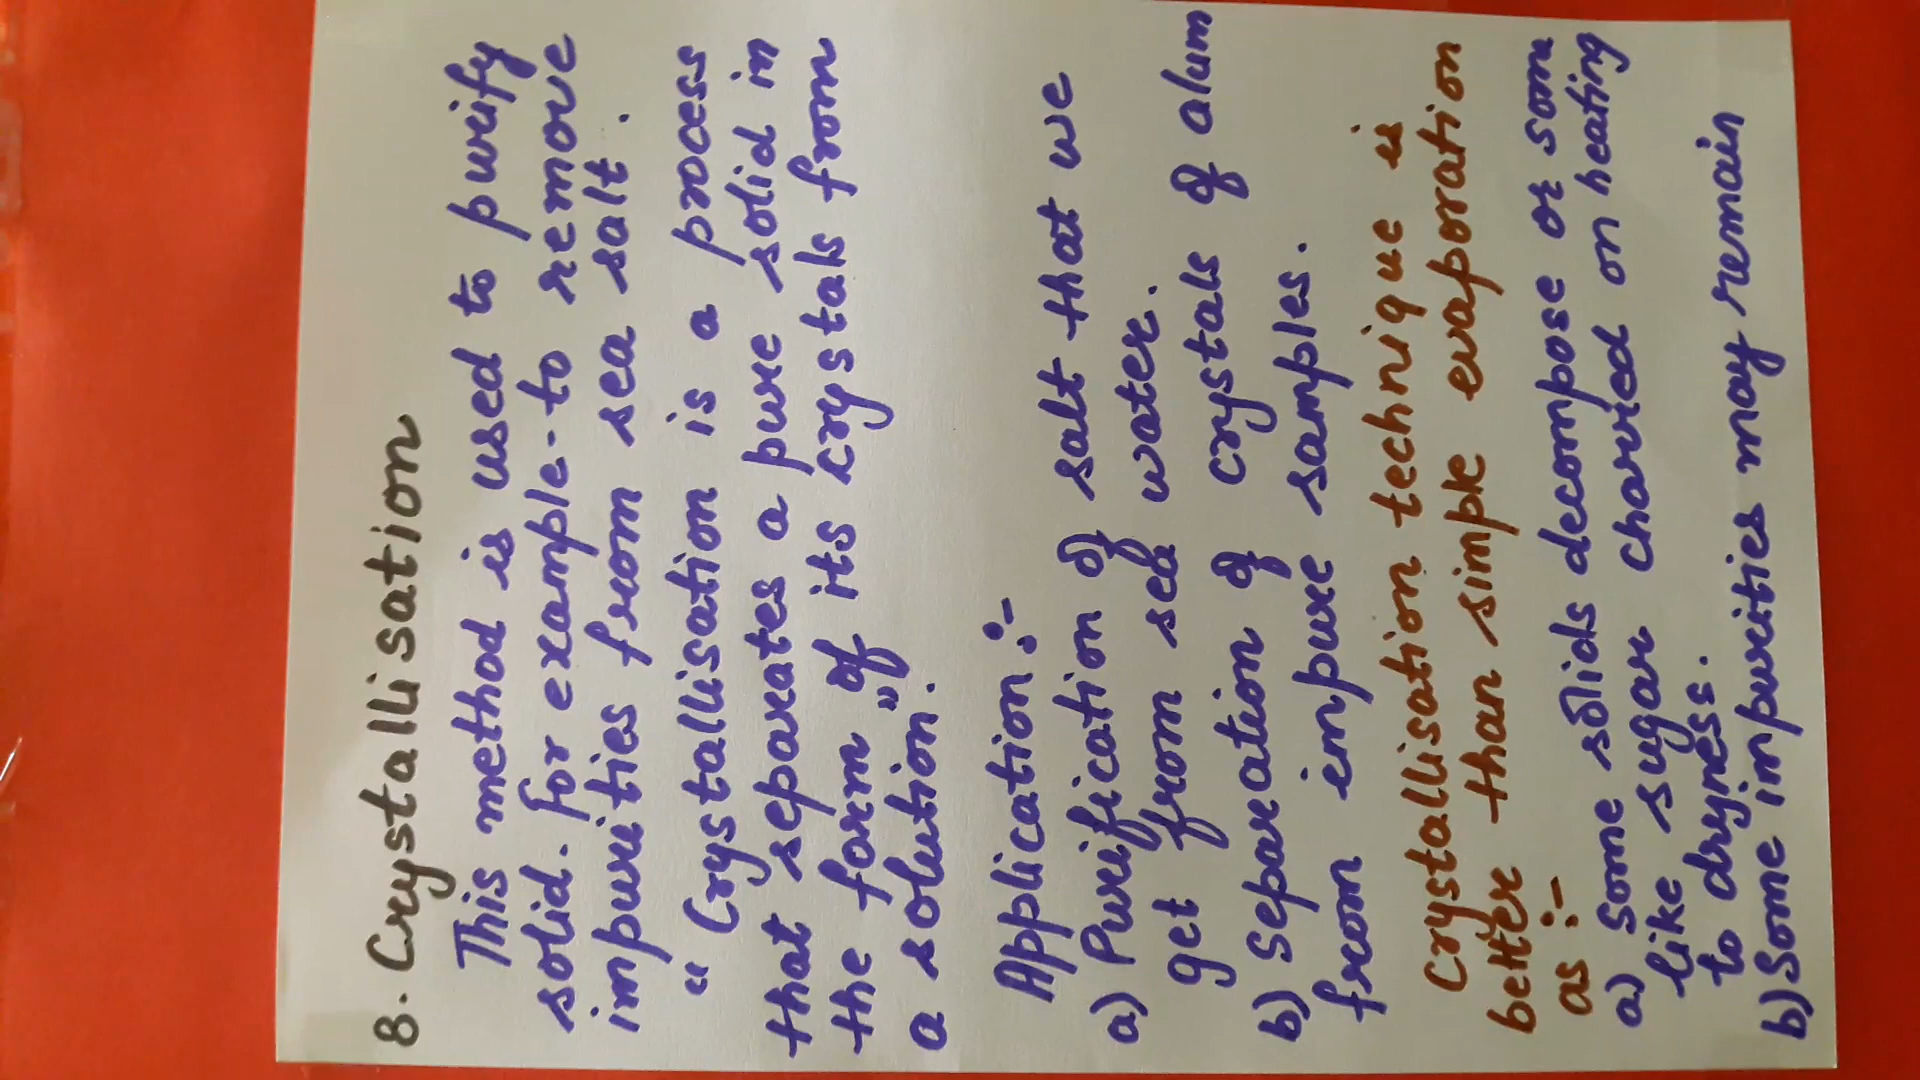 8. Crystallisation
This method is used to purify
solid. For example - to remove
impurities from sea salt.
" Crystallisation is a process
that separates a pure solid in
the form of its crystals from
a solution."
Application :-
a) Purification of salt that we
get from sea water.
b) Separation of crystals of alum
from impure samples.
Crystallisation technique is
better than simple evaporation
as :-
a) Some solids decompose or som
like sugar charried on heating
to dryness.
b) Some impurities may remain